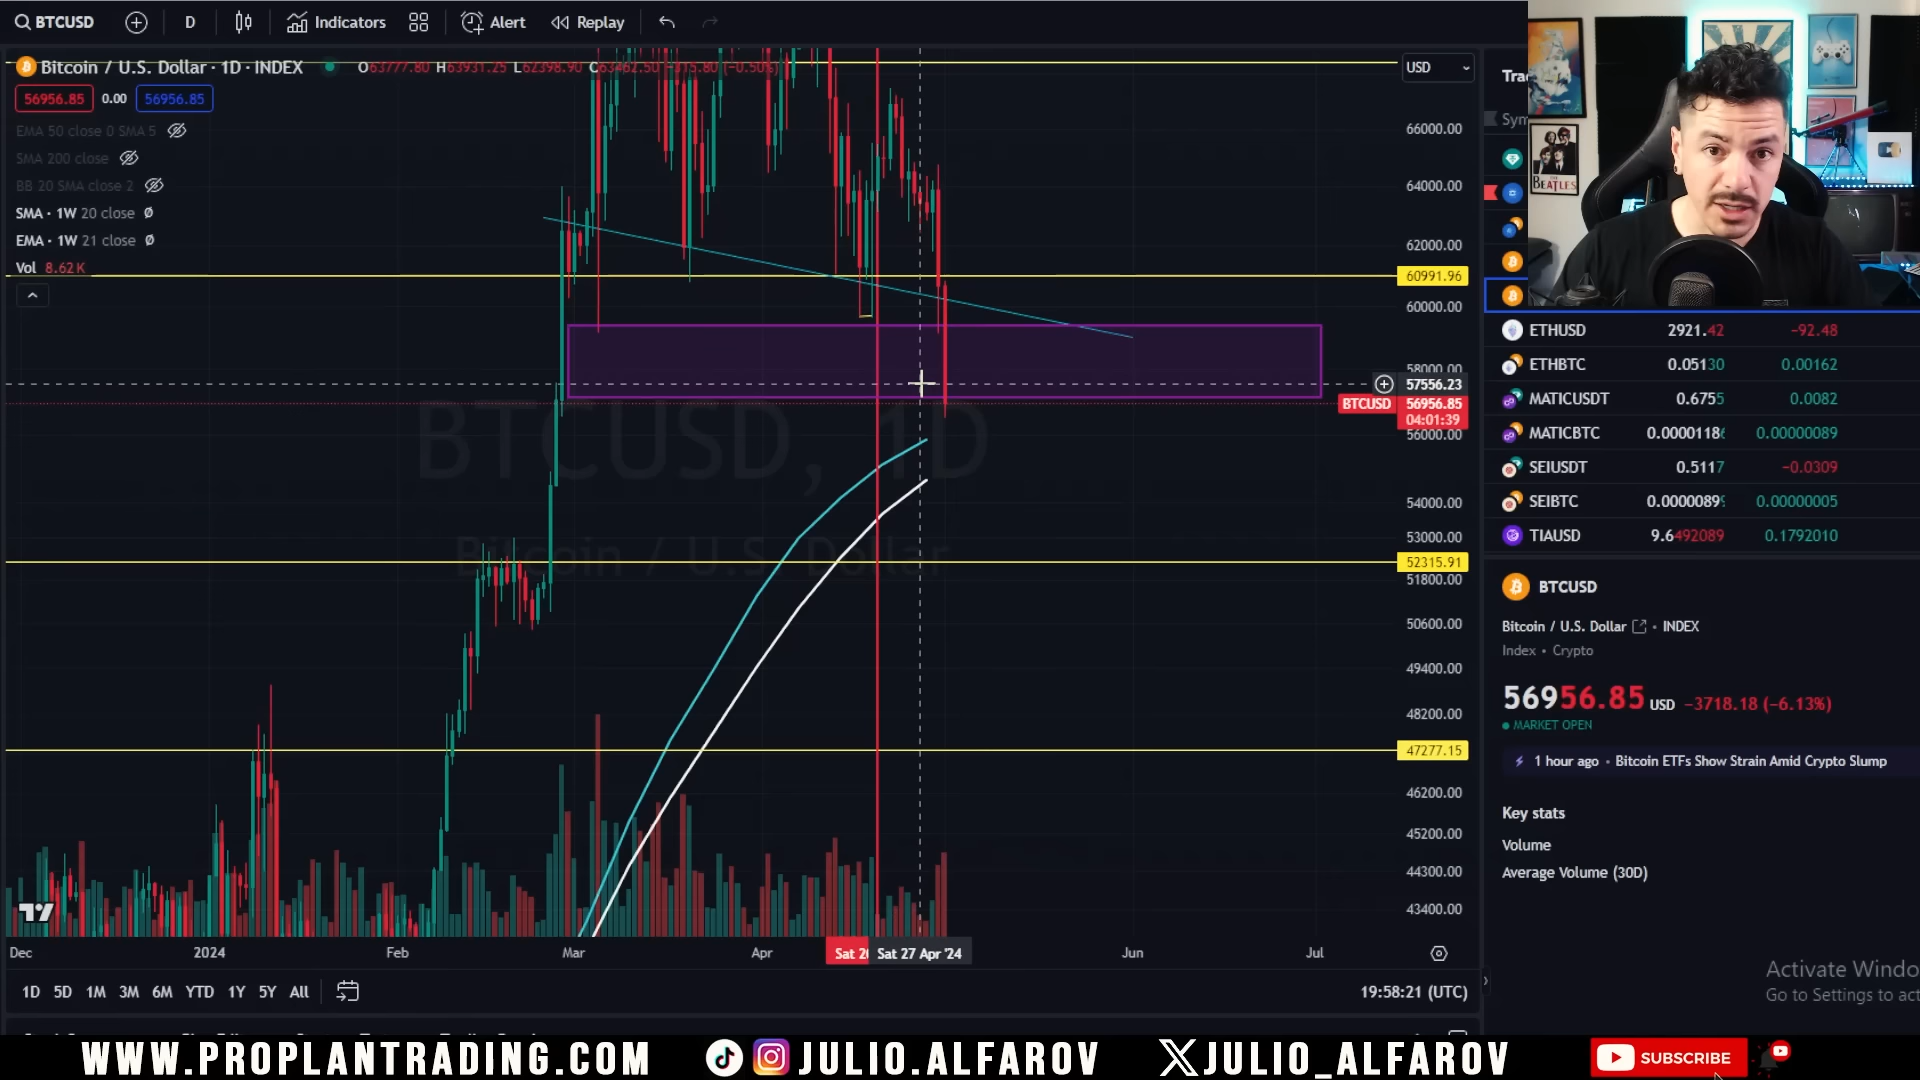 BTCUSD D Indicators Alert Replay
Bitcoin / U.S. Dollar · 1D · INDEX O63777.80 H63931.25 L62398.90 C63462.50 −315.80 (−0.50%)
USD
56956.85 0.00 56956.85
EMA 50 close 0 SMA 5
SMA 200 close
BB 20 SMA close 2
SMA · 1W 20 close
EMA · 1W 21 close
Vol 8.62K
BTCUSD, 1D
Bitcoin / U.S. Dollar
66000.00
64000.00
62000.00
60991.96
60000.00
58000.00
57556.23
BTCUSD 56956.85
04:01:39
56000.00
54000.00
53000.00
52315.91
51800.00
50600.00
49400.00
48200.00
47277.15
46200.00
45200.00
44300.00
43400.00
Dec 2024 Feb Mar Apr Sat 27 Apr '24 Jun Jul
1D 5D 1M 3M 6M YTD 1Y 5Y All
19:58:21 (UTC)
THE BEATLES
ETHUSD 2921.42 −92.48
ETHBTC 0.05130 0.00162
MATICUSDT 0.6755 0.0082
MATICBTC 0.00000089
SEIUSDT 0.5117 −0.0309
SEIBTC 0.00000005
TIAUSD 9.6492089 0.1792010
BTCUSD
Bitcoin / U.S. Dollar • INDEX
Index • Crypto
56956.85 USD −3718.18 (−6.13%)
MARKET OPEN
1 hour ago • Bitcoin ETFs Show Strain Amid Crypto Slump
Key stats
Volume
Average Volume (30D)
Activate Windo
Go to Settings to act
WWW.PROPLANTRADING.COM JULIO.ALFAROV JULIO_ALFAROV SUBSCRIBE